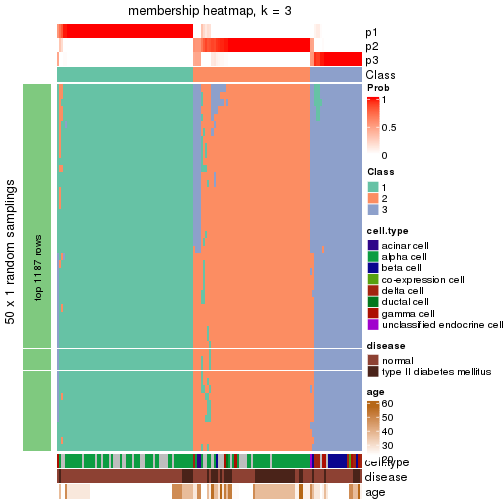 membership heatmap, k = 3
p1
p2
p3
Class
50 x 1 random samplings
top 1187 rows
Prob
1
0.5
0
Class
1
2
3
cell.type
acinar cell
alpha cell
beta cell
co-expression cell
delta cell
ductal cell
gamma cell
unclassified endocrine cell
disease
normal
type II diabetes mellitus
age
60
50
40
30
20
cell.type
disease
age